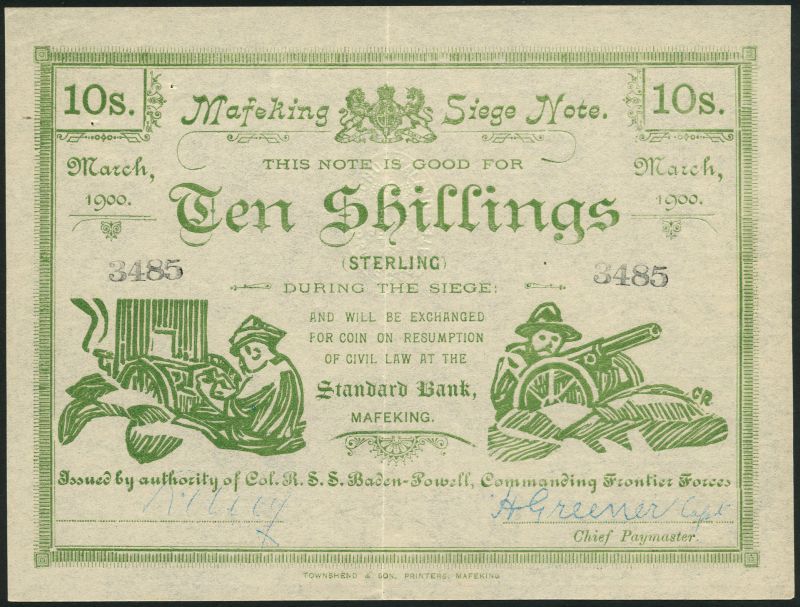 10s. Mafeking Siege Note. 10s.
March, 1900. THIS NOTE IS GOOD FOR March, 1900.
Ten Shillings
(STERLING)
3485 3485
DURING THE SIEGE:
AND WILL BE EXCHANGED
FOR COIN ON RESUMPTION
OF CIVIL LAW AT THE
Standard Bank,
MAFEKING.
CR
Issued by authority of Col. R. S. S. Baden-Powell, Commanding Frontier Forces
H Greener Capt
Chief Paymaster.
TOWNSHEND & SON, PRINTERS, MAFEKING